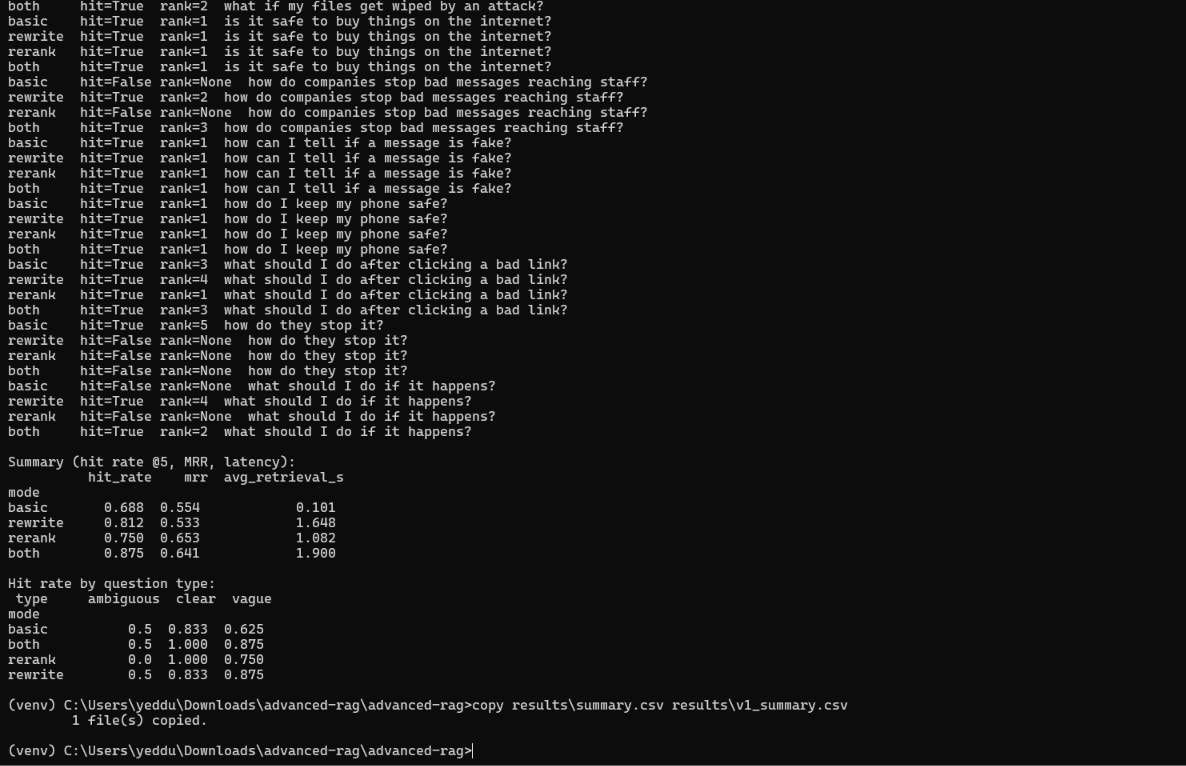 both     hit=True  rank=2  what if my files get wiped by an attack?
basic    hit=True  rank=1  is it safe to buy things on the internet?
rewrite  hit=True  rank=1  is it safe to buy things on the internet?
rerank   hit=True  rank=1  is it safe to buy things on the internet?
both     hit=True  rank=1  is it safe to buy things on the internet?
basic    hit=False rank=None  how do companies stop bad messages reaching staff?
rewrite  hit=True  rank=2  how do companies stop bad messages reaching staff?
rerank   hit=False rank=None  how do companies stop bad messages reaching staff?
both     hit=True  rank=3  how do companies stop bad messages reaching staff?
basic    hit=True  rank=1  how can I tell if a message is fake?
rewrite  hit=True  rank=1  how can I tell if a message is fake?
rerank   hit=True  rank=1  how can I tell if a message is fake?
both     hit=True  rank=1  how can I tell if a message is fake?
basic    hit=True  rank=1  how do I keep my phone safe?
rewrite  hit=True  rank=1  how do I keep my phone safe?
rerank   hit=True  rank=1  how do I keep my phone safe?
both     hit=True  rank=1  how do I keep my phone safe?
basic    hit=True  rank=3  what should I do after clicking a bad link?
rewrite  hit=True  rank=4  what should I do after clicking a bad link?
rerank   hit=True  rank=1  what should I do after clicking a bad link?
both     hit=True  rank=3  what should I do after clicking a bad link?
basic    hit=True  rank=5  how do they stop it?
rewrite  hit=False rank=None  how do they stop it?
rerank   hit=False rank=None  how do they stop it?
both     hit=False rank=None  how do they stop it?
basic    hit=False rank=None  what should I do if it happens?
rewrite  hit=True  rank=4  what should I do if it happens?
rerank   hit=False rank=None  what should I do if it happens?
both     hit=True  rank=2  what should I do if it happens?
Summary (hit rate @5, MRR, latency):
          hit_rate    mrr  avg_retrieval_s
mode
basic       0.688  0.554            0.101
rewrite     0.812  0.533            1.648
rerank      0.750  0.653            1.082
both        0.875  0.641            1.900
Hit rate by question type:
 type     ambiguous  clear  vague
mode
basic          0.5  0.833  0.625
both           0.5  1.000  0.875
rerank         0.0  1.000  0.750
rewrite        0.5  0.833  0.875
(venv) C:\Users\yeddu\Downloads\advanced-rag\advanced-rag>copy results\summary.csv results\v1_summary.csv
        1 file(s) copied.
(venv) C:\Users\yeddu\Downloads\advanced-rag\advanced-rag>